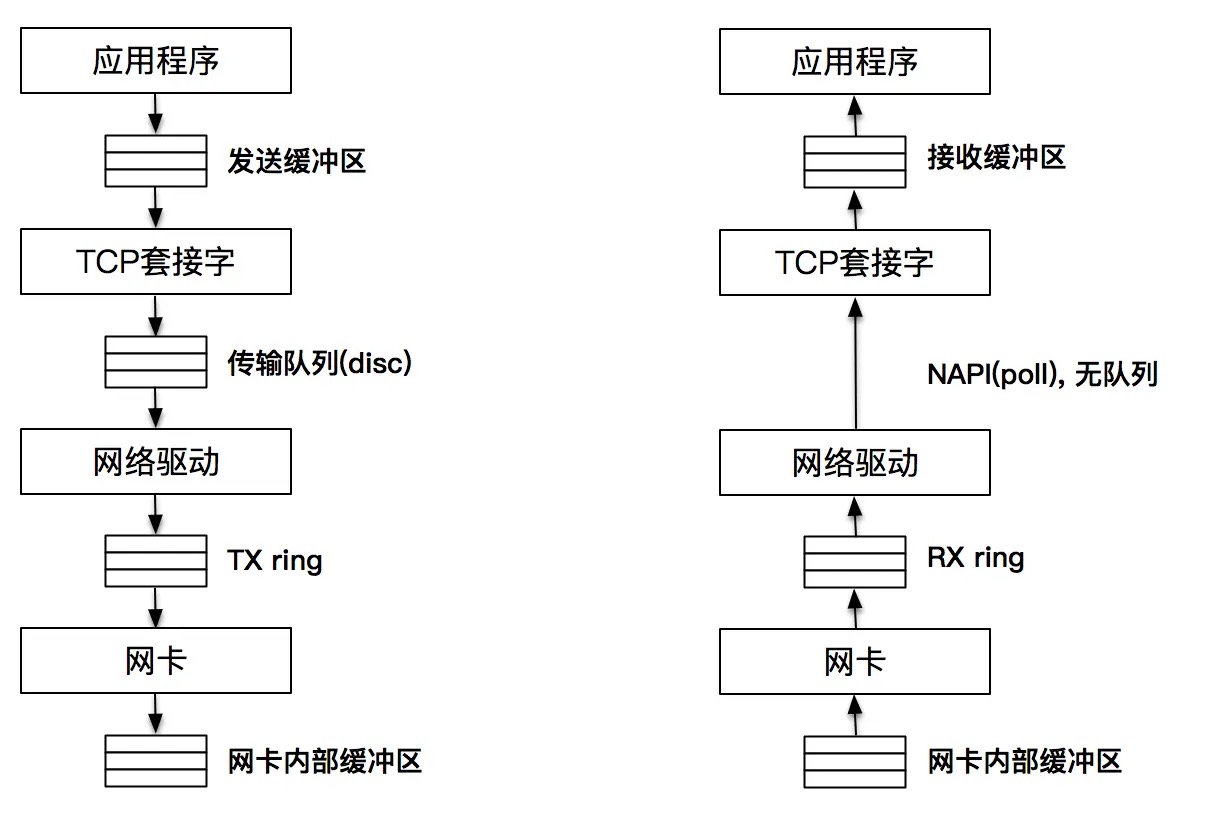 应用程序
发送缓冲区
TCP套接字
传输队列(disc)
网络驱动
TX ring
网卡
网卡内部缓冲区
应用程序
接收缓冲区
TCP套接字
NAPI(poll), 无队列
网络驱动
RX ring
网卡
网卡内部缓冲区